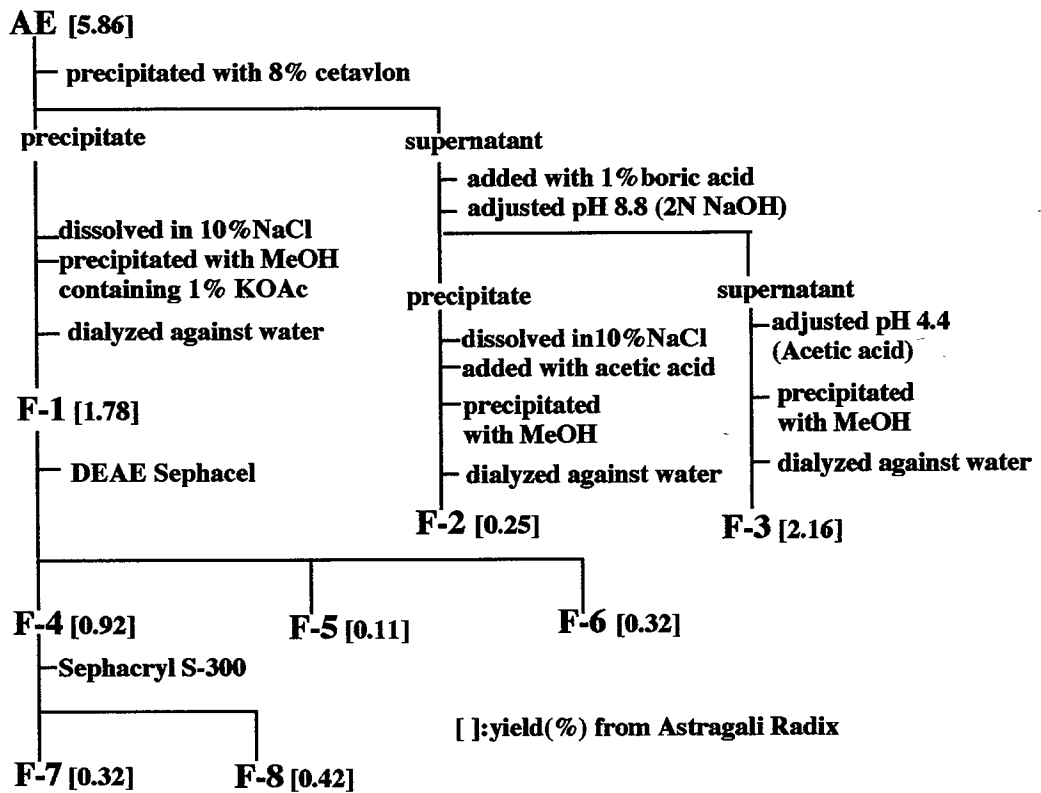 AE [5.86]
precipitated with 8% cetavlon
precipitate
supernatant
added with 1%boric acid
adjusted pH 8.8 (2N NaOH)
dissolved in 10%NaCl
precipitated with MeOH
containing 1% KOAc
dialyzed against water
precipitate
supernatant
dissolved in10%NaCl
added with acetic acid
precipitated
with MeOH
dialyzed against water
adjusted pH 4.4
(Acetic acid)
precipitated
with MeOH
dialyzed against water
F-1 [1.78]
DEAE Sephacel
F-2 [0.25]
F-3 [2.16]
F-4 [0.92]
F-5 [0.11]
F-6 [0.32]
Sephacryl S-300
[ ]:yield(%) from Astragali Radix
F-7 [0.32]
F-8 [0.42]